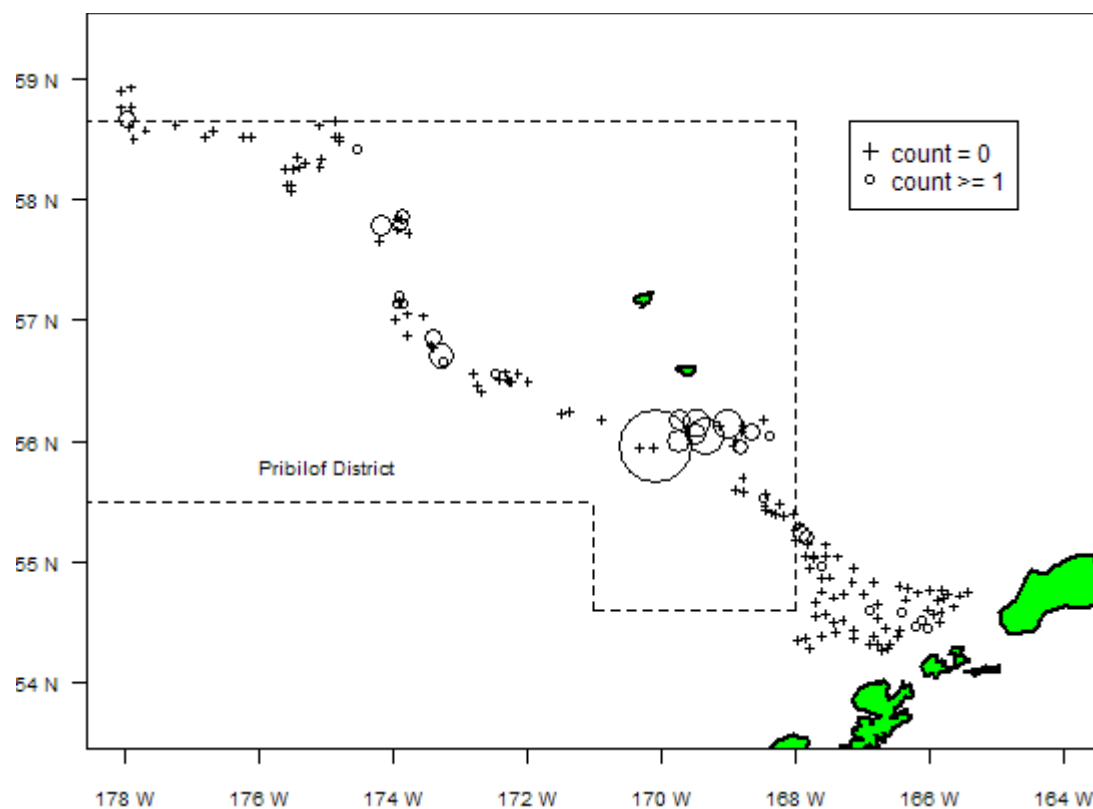 59 N
58 N
57 N
56 N
55 N
54 N
+ count = 0
o count >= 1
Pribilof District
178 W 176 W 174 W 172 W 170 W 168 W 166 W 164 W